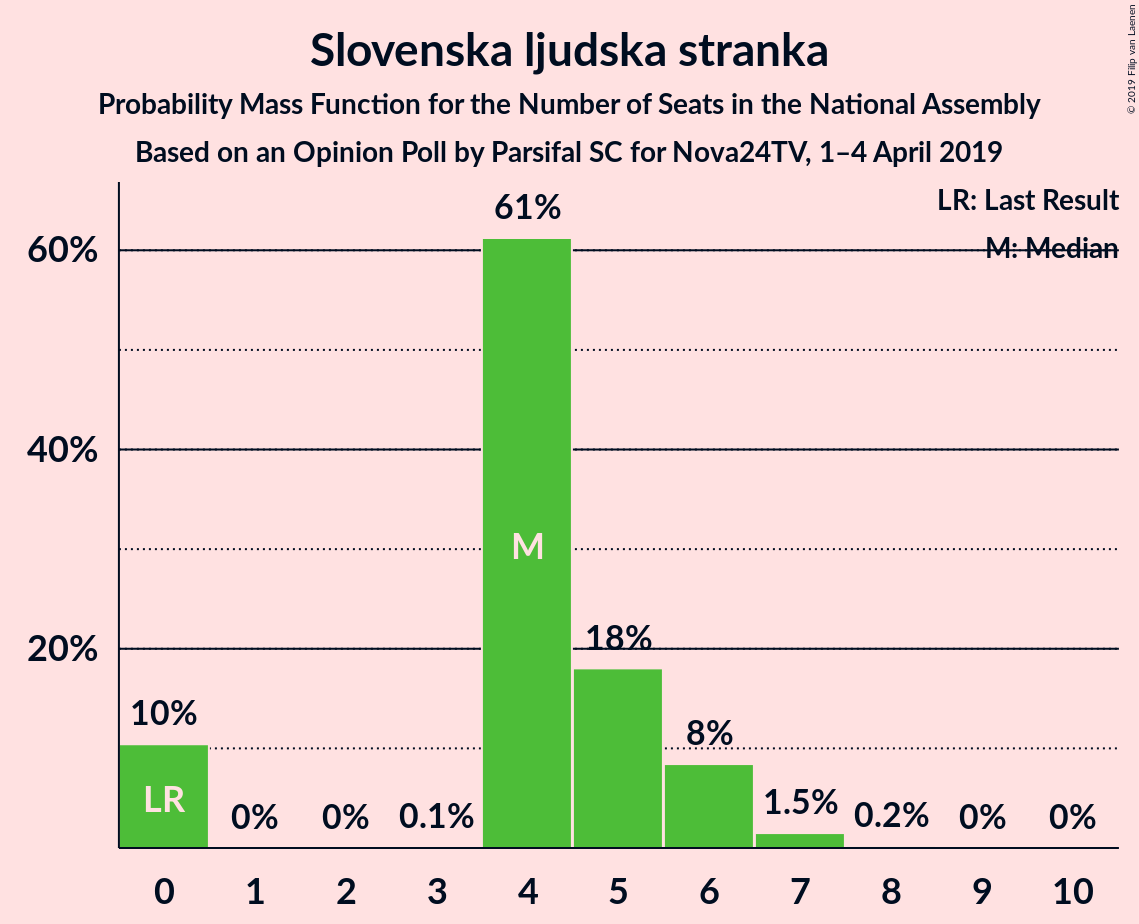 Slovenska ljudska stranka
Probability Mass Function for the Number of Seats in the National Assembly
Based on an Opinion Poll by Parsifal SC for Nova24TV, 1–4 April 2019
© 2019 Filip van Laenen
LR: Last Result
M: Median
60%
40%
20%
61%
M
18%
10%
LR
0%
0%
0.1%
8%
1.5%
0.2%
0%
0%
0 1 2 3 4 5 6 7 8 9 10